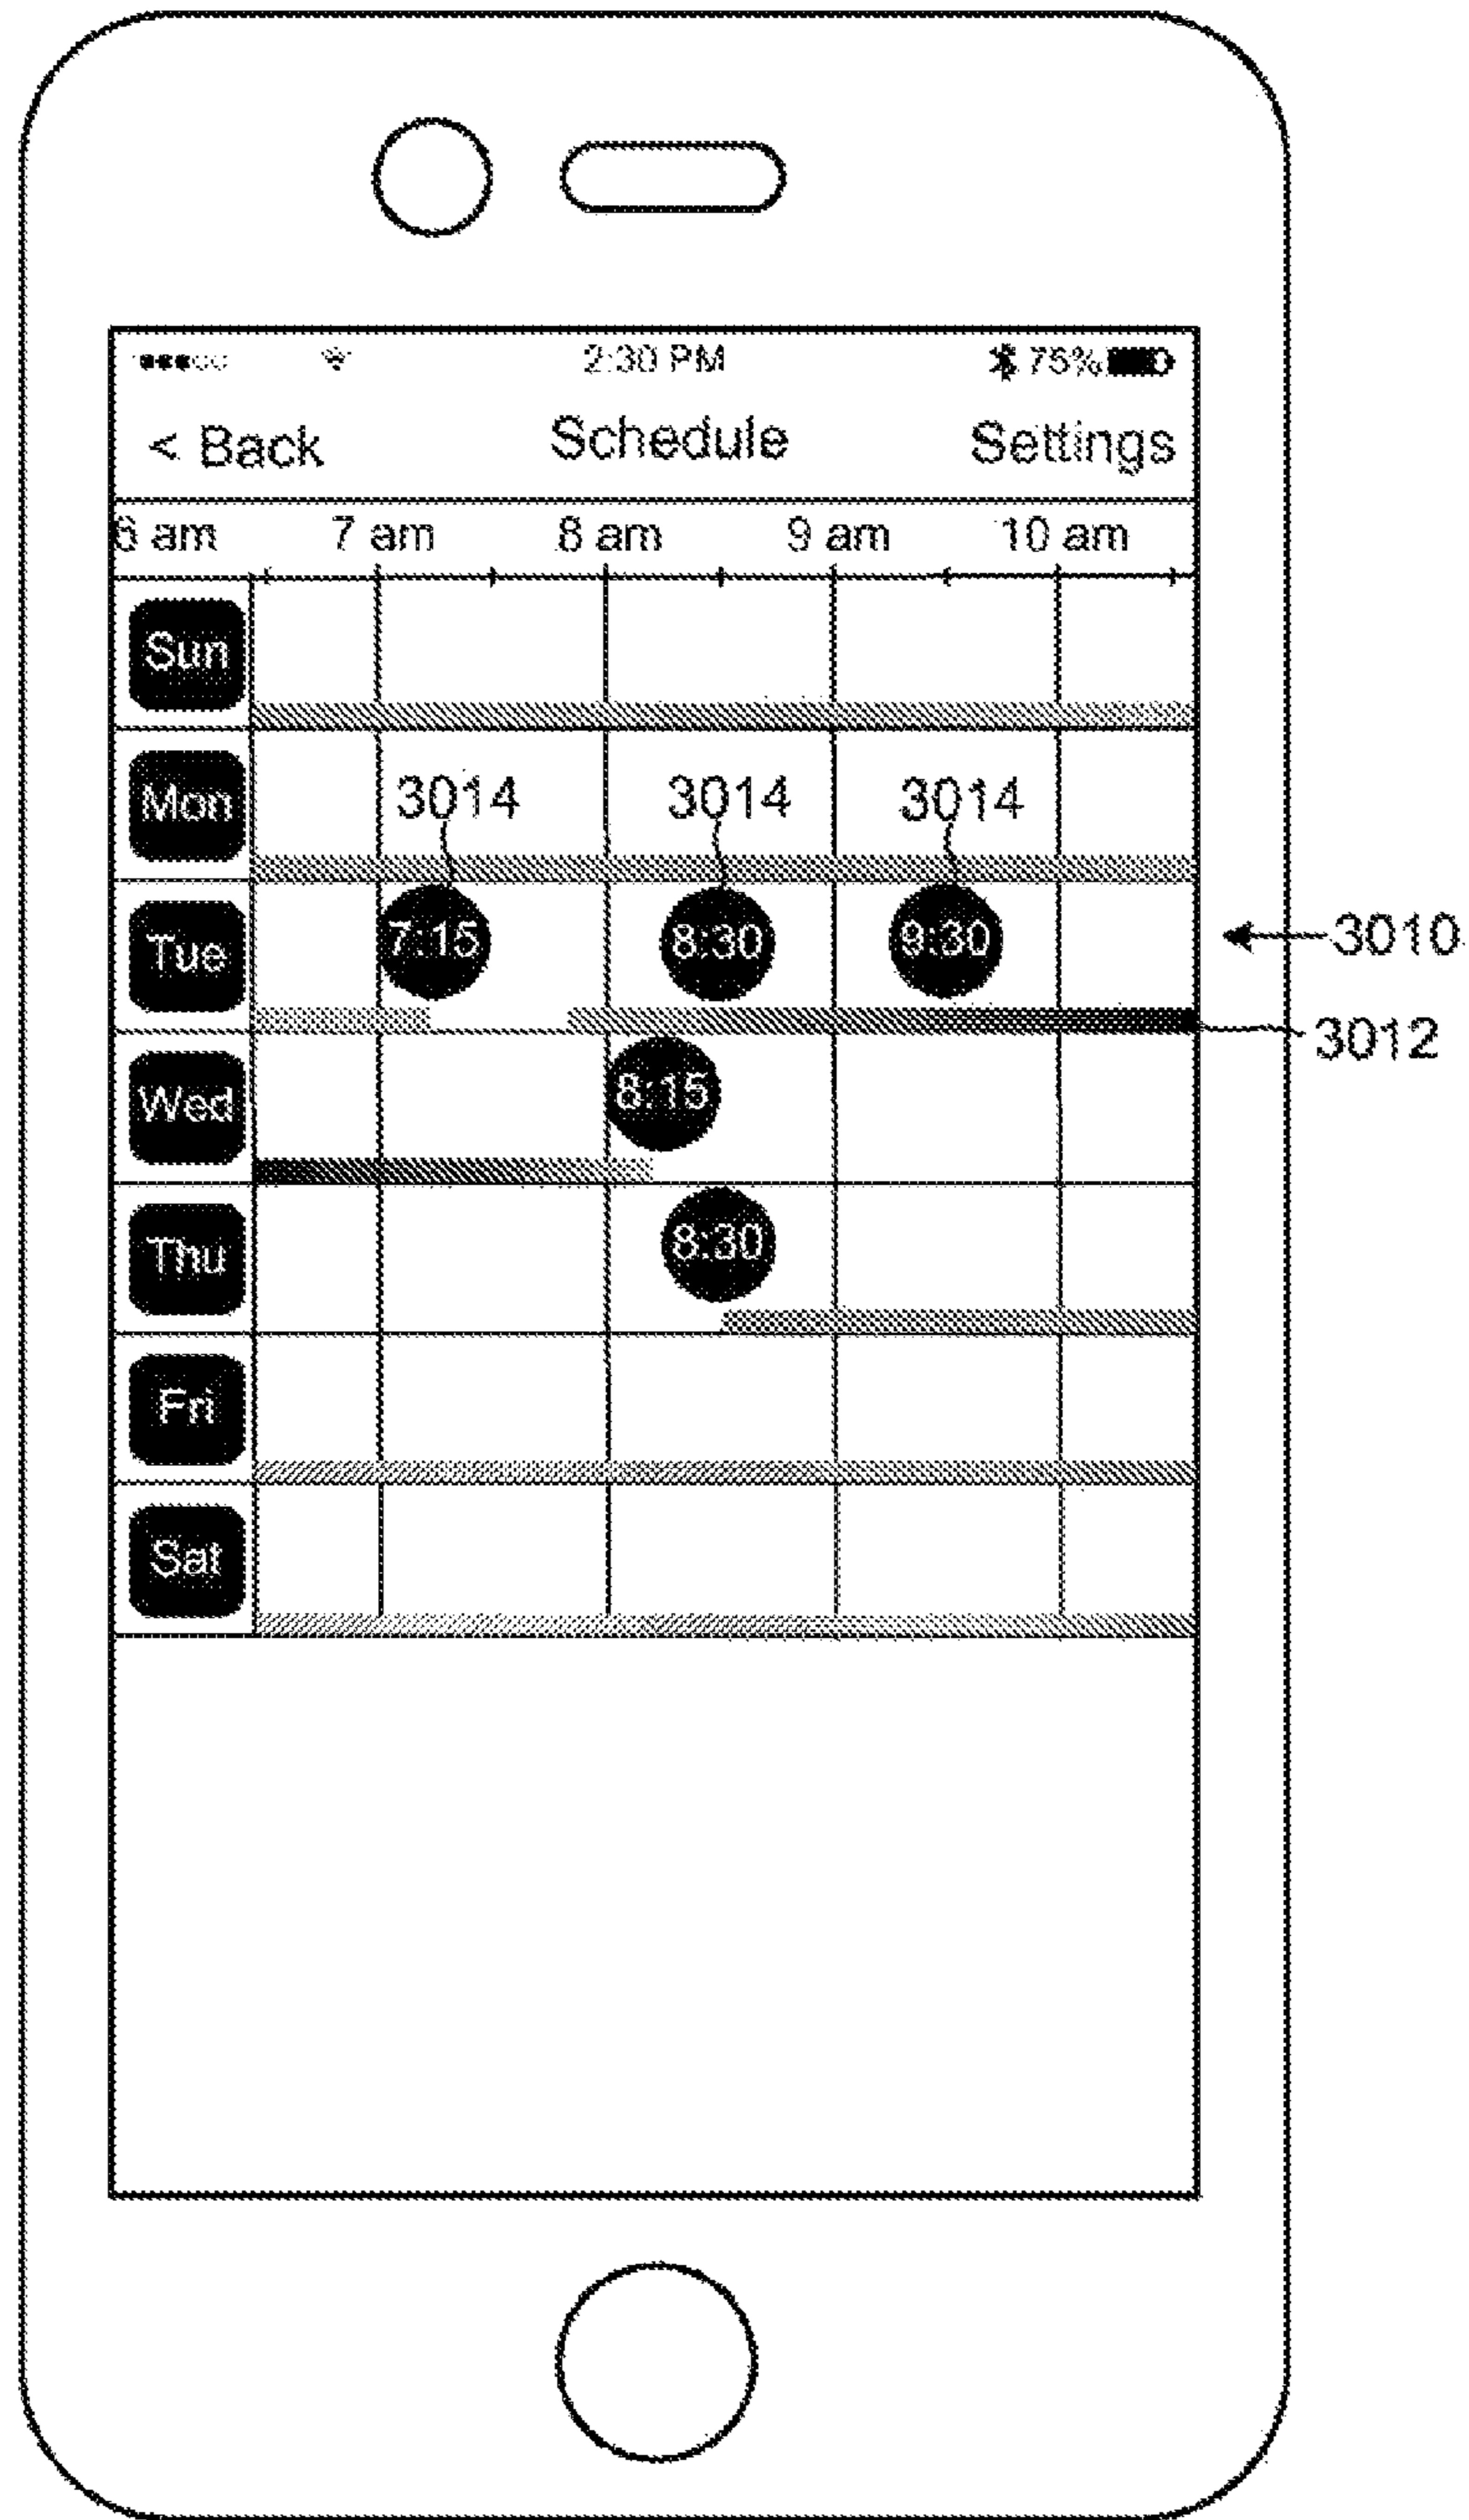 2:30 PM 75%
< Back Schedule Settings
6 am 7 am 8 am 9 am 10 am
Sun
Mon 3014 3014 3014
Tue 7:15 8:30 9:30 3010
3012
Wed 8:15
Thu 8:30
Fri
Sat